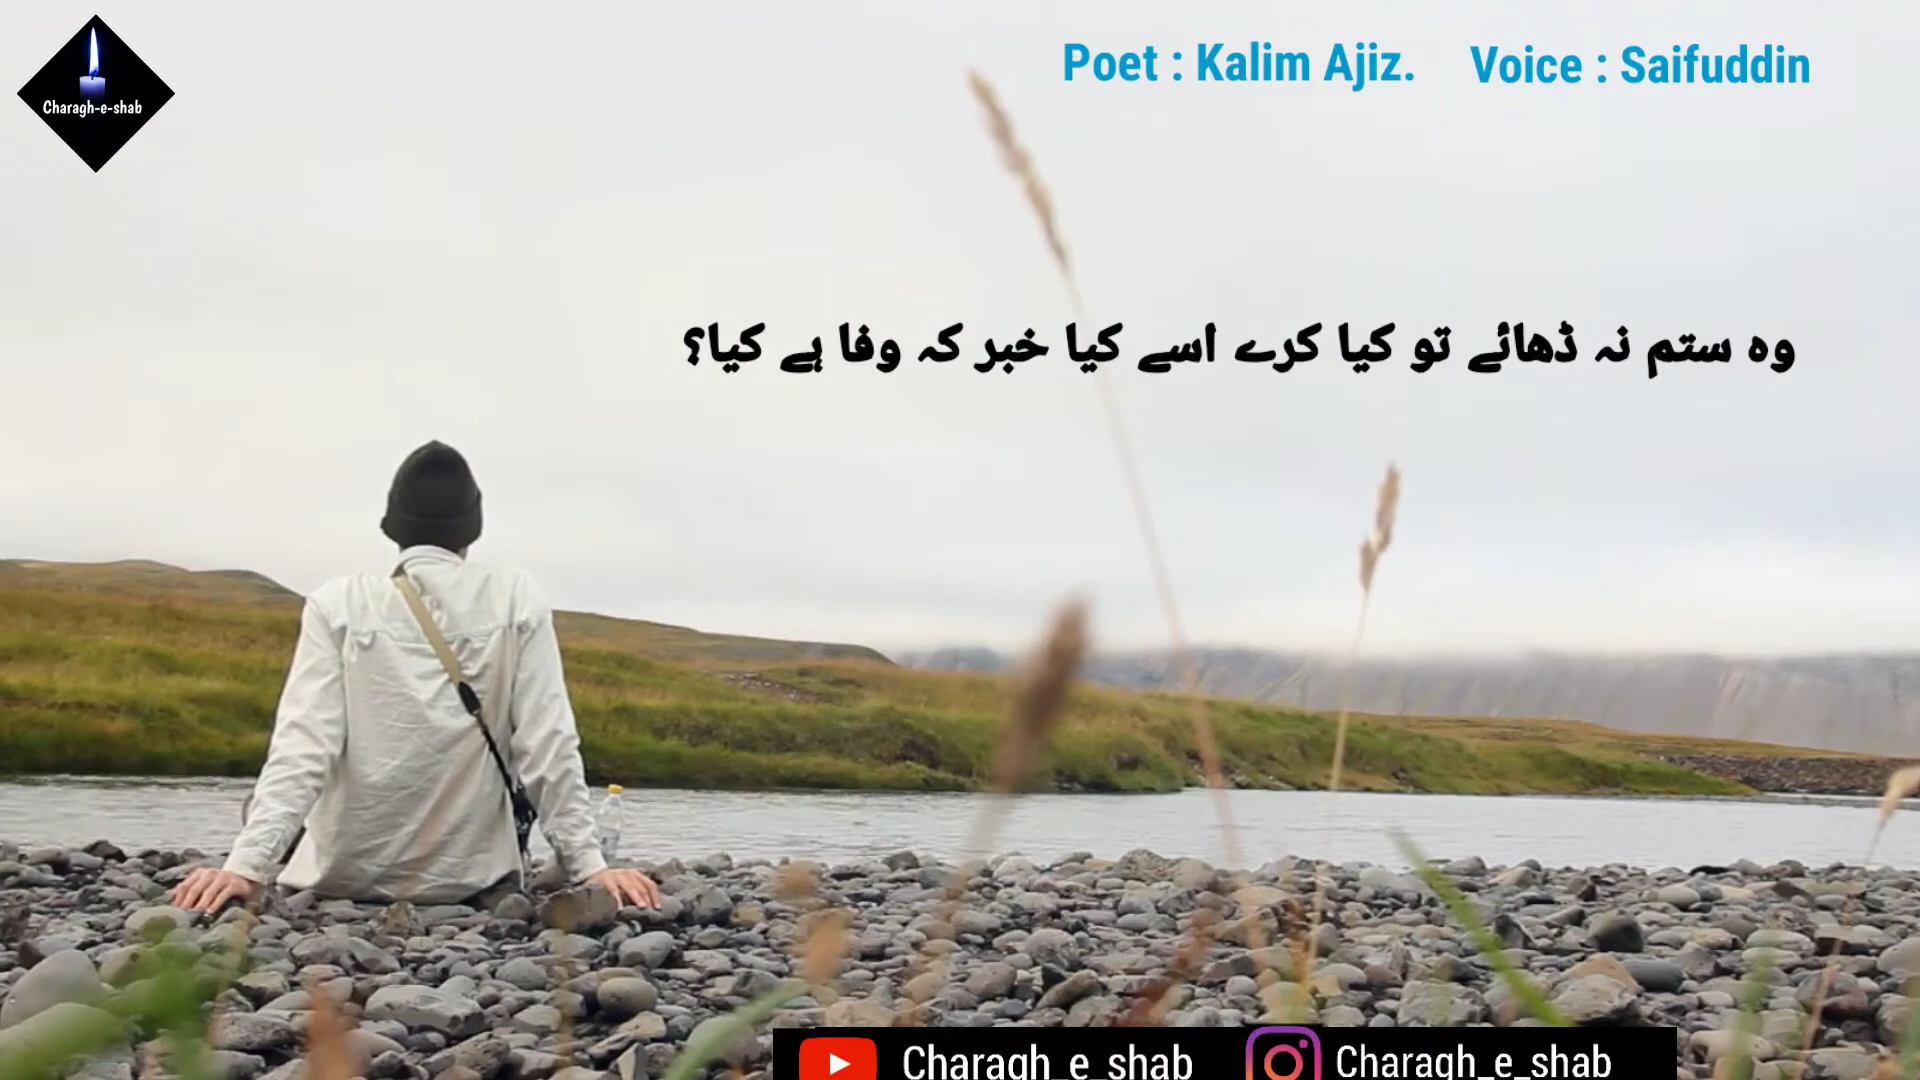 Charagh-e-shab
Poet : Kalim Ajiz. Voice : Saifuddin
وہ ستم نہ ڈھائے تو کیا کرے اسے کیا خبر کہ وفا ہے کیا؟
Charagh_e_shab Charagh_e_shab